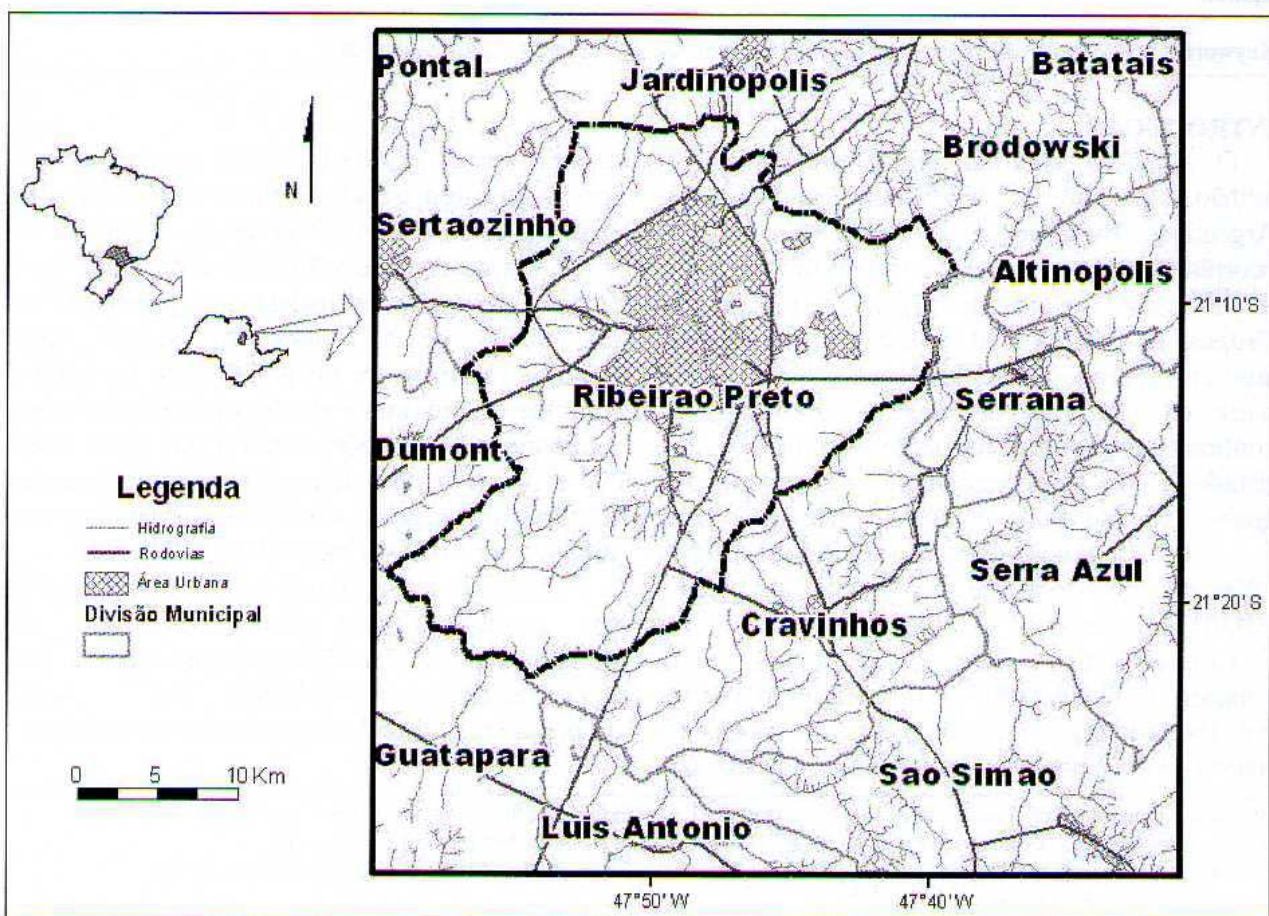 Pontal
Jardinopolis
Batatais
Brodowski
N
Sertaozinho
Altinopolis
21°10'S
Ribeirao Preto
Serrana
Dumont
Legenda
Hidrografia
Rodovias
Área Urbana
Divisão Municipal
Serra Azul
21°20'S
Cravinhos
Guatapara
0 5 10 Km
Sao Simao
Luis Antonio
47°50'W
47°40'W